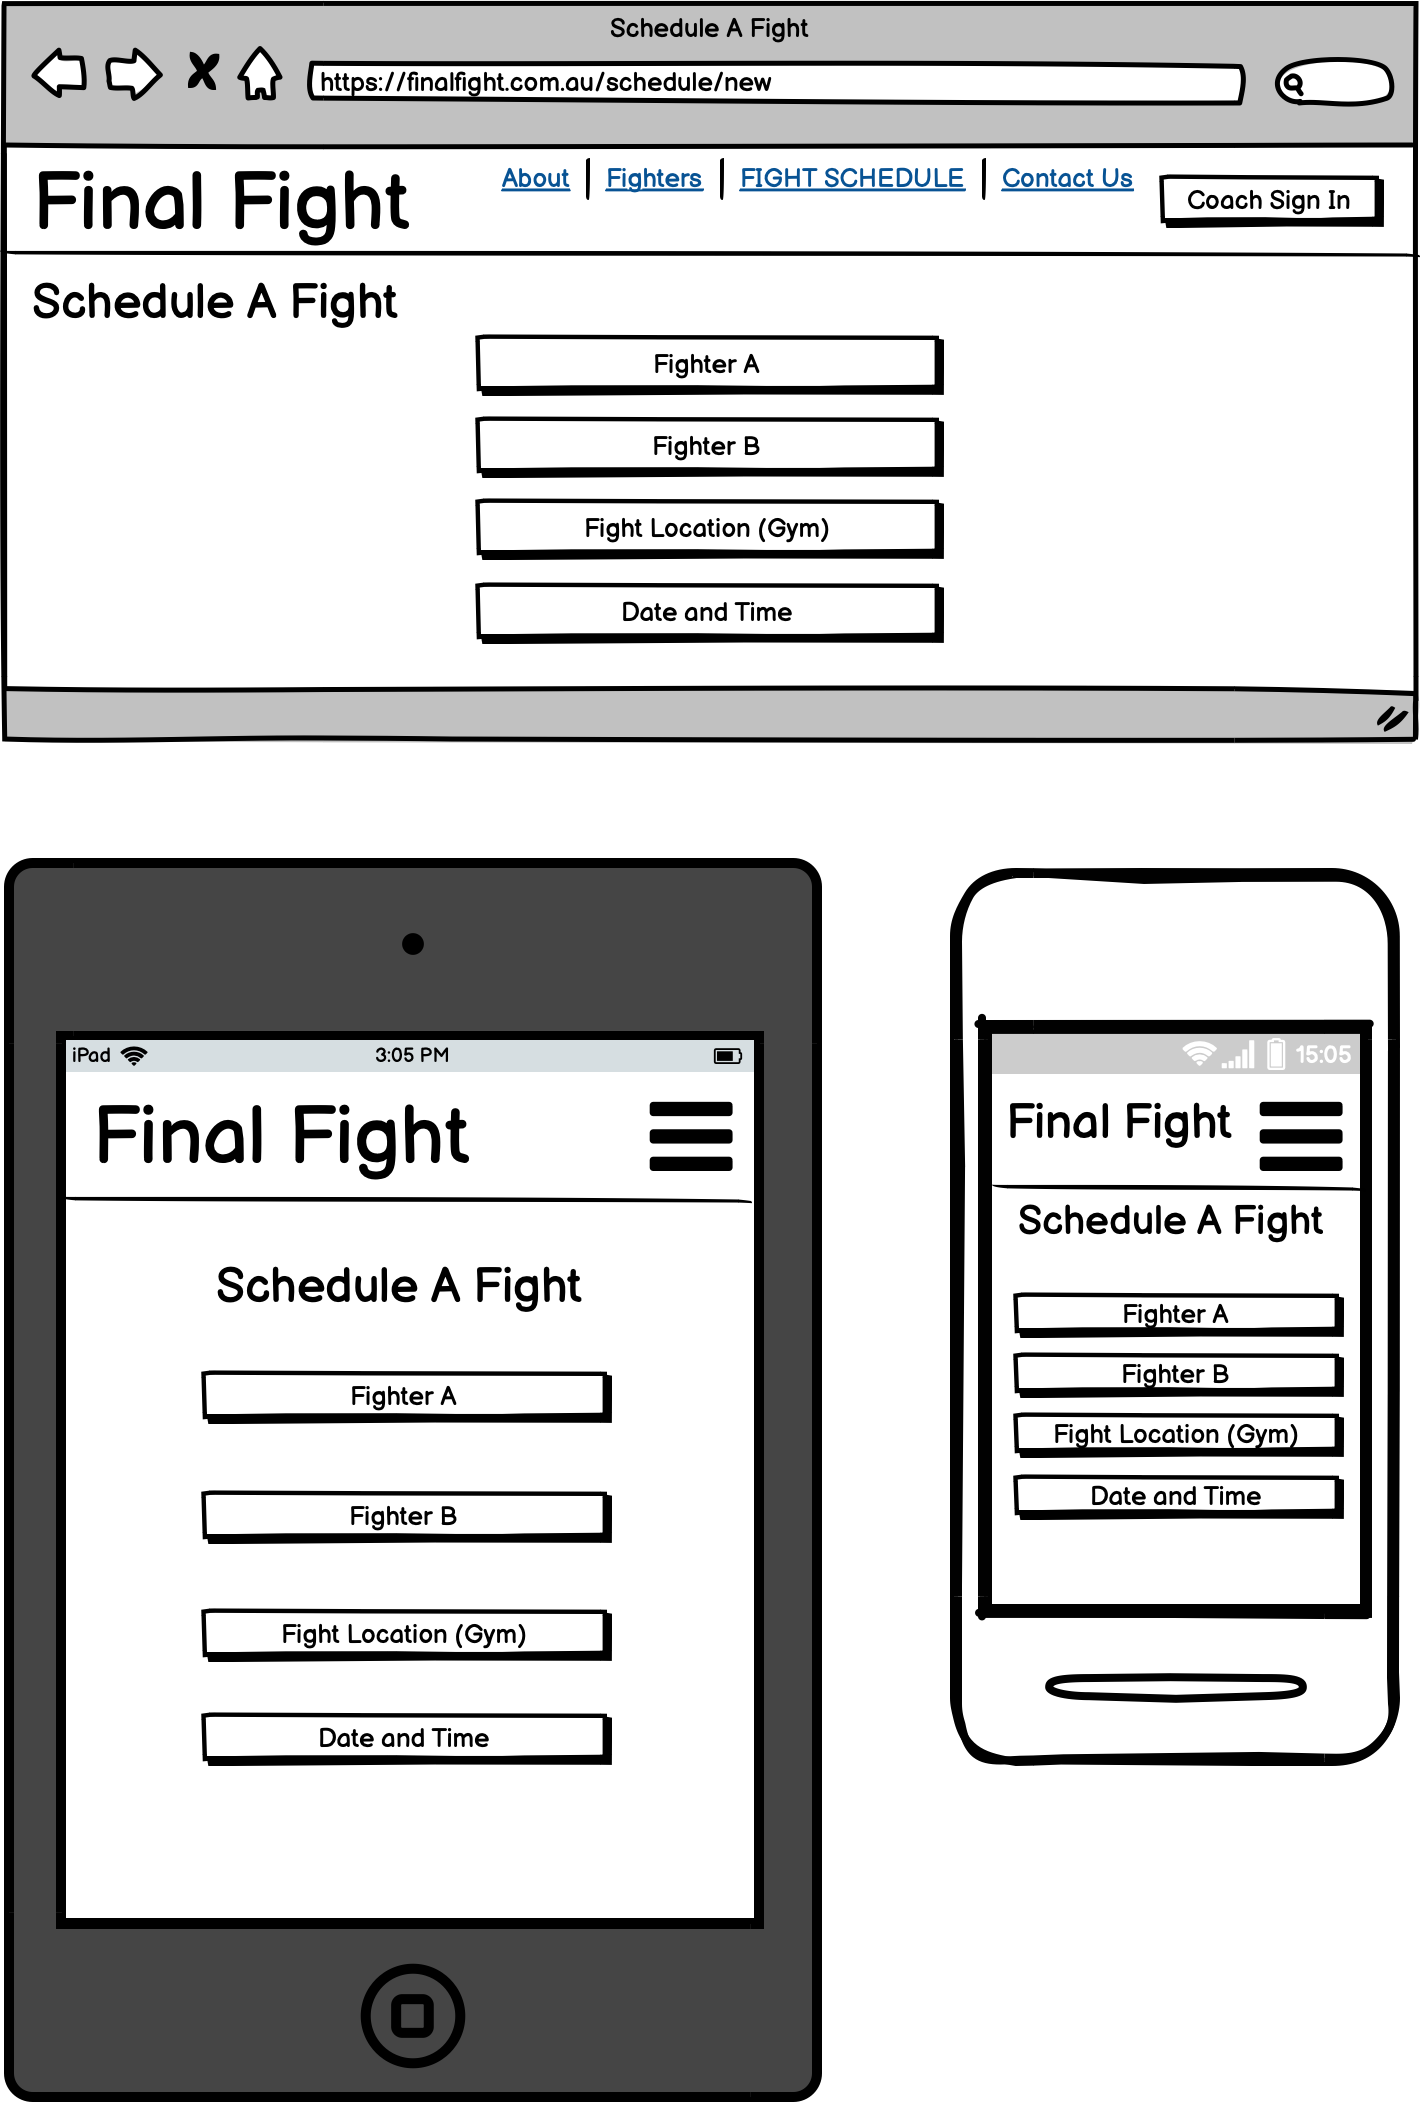 Schedule A Fight
https://finalfight.com.au/schedule/new
Final Fight
About
Fighters
FIGHT SCHEDULE
Contact Us
Coach Sign In
Schedule A Fight
Fighter A
Fighter B
Fight Location (Gym)
Date and Time
iPad
3:05 PM
Final Fight
Schedule A Fight
Fighter A
Fighter B
Fight Location (Gym)
Date and Time
15:05
Final Fight
Schedule A Fight
Fighter A
Fighter B
Fight Location (Gym)
Date and Time